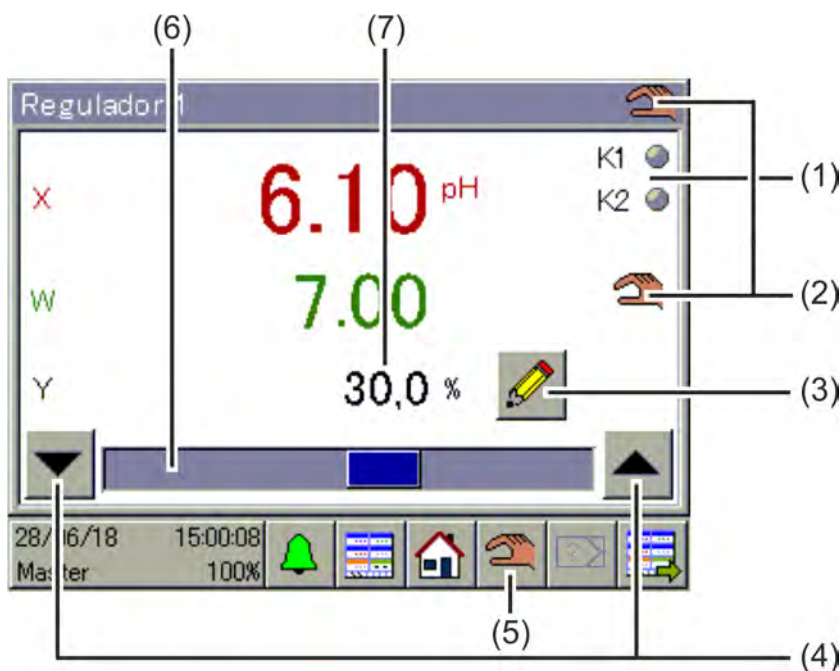 (6) (7)
Regulador 1
K1
(1)
X 6.10 pH
K2
W 7.00
(2)
Y 30,0 %
(3)
28/06/18 15:00:08
Master 100%
(5)
(4)